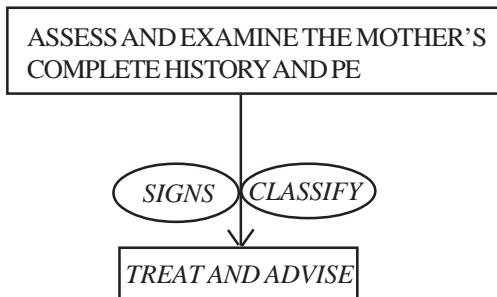 ASSESS AND EXAMINE THE MOTHER'S
COMPLETE HISTORY AND PE
SIGNS CLASSIFY
TREAT AND ADVISE